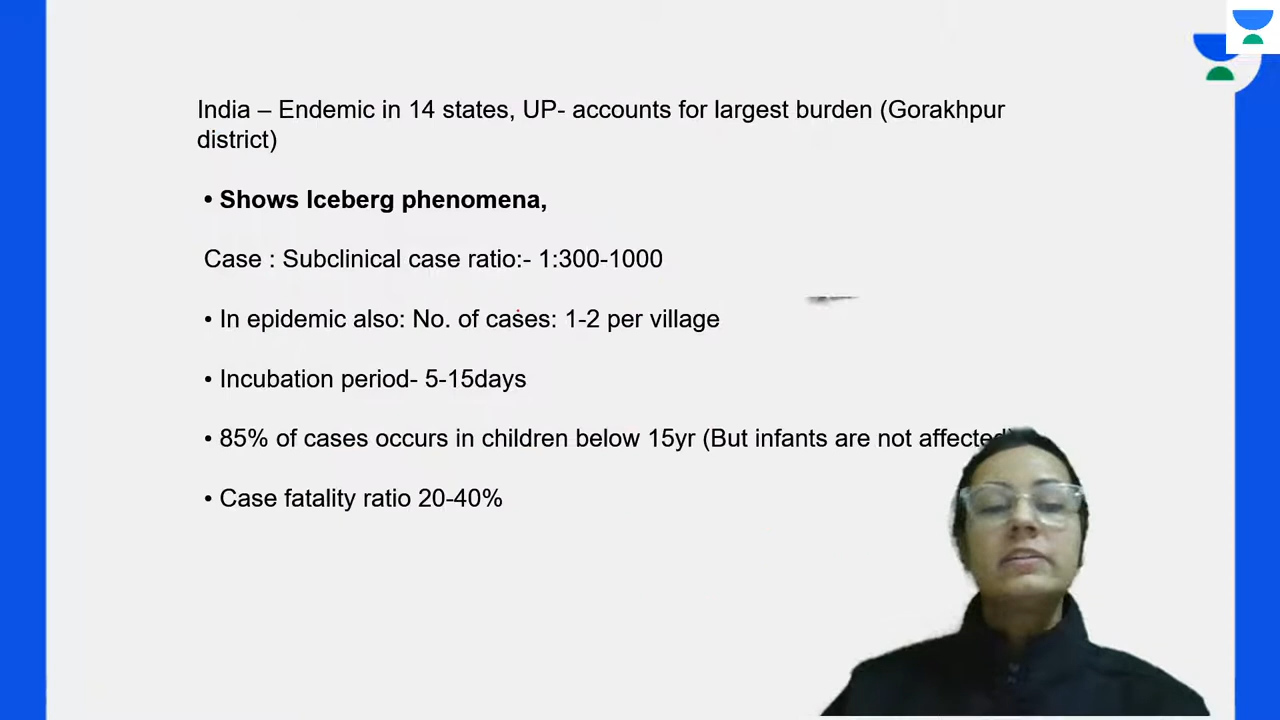 India – Endemic in 14 states, UP- accounts for largest burden (Gorakhpur
district)
• Shows Iceberg phenomena,
Case : Subclinical case ratio:- 1:300-1000
• In epidemic also: No. of cases: 1-2 per village
• Incubation period- 5-15days
• 85% of cases occurs in children below 15yr (But infants are not affected)
• Case fatality ratio 20-40%